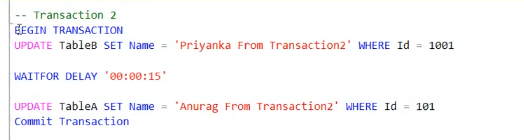 -- Transaction 2
BEGIN TRANSACTION
UPDATE TableB SET Name = 'Priyanka From Transaction2' WHERE Id = 1001
WAITFOR DELAY '00:00:15'
UPDATE TableA SET Name = 'Anurag From Transaction2' WHERE Id = 101
Commit Transaction